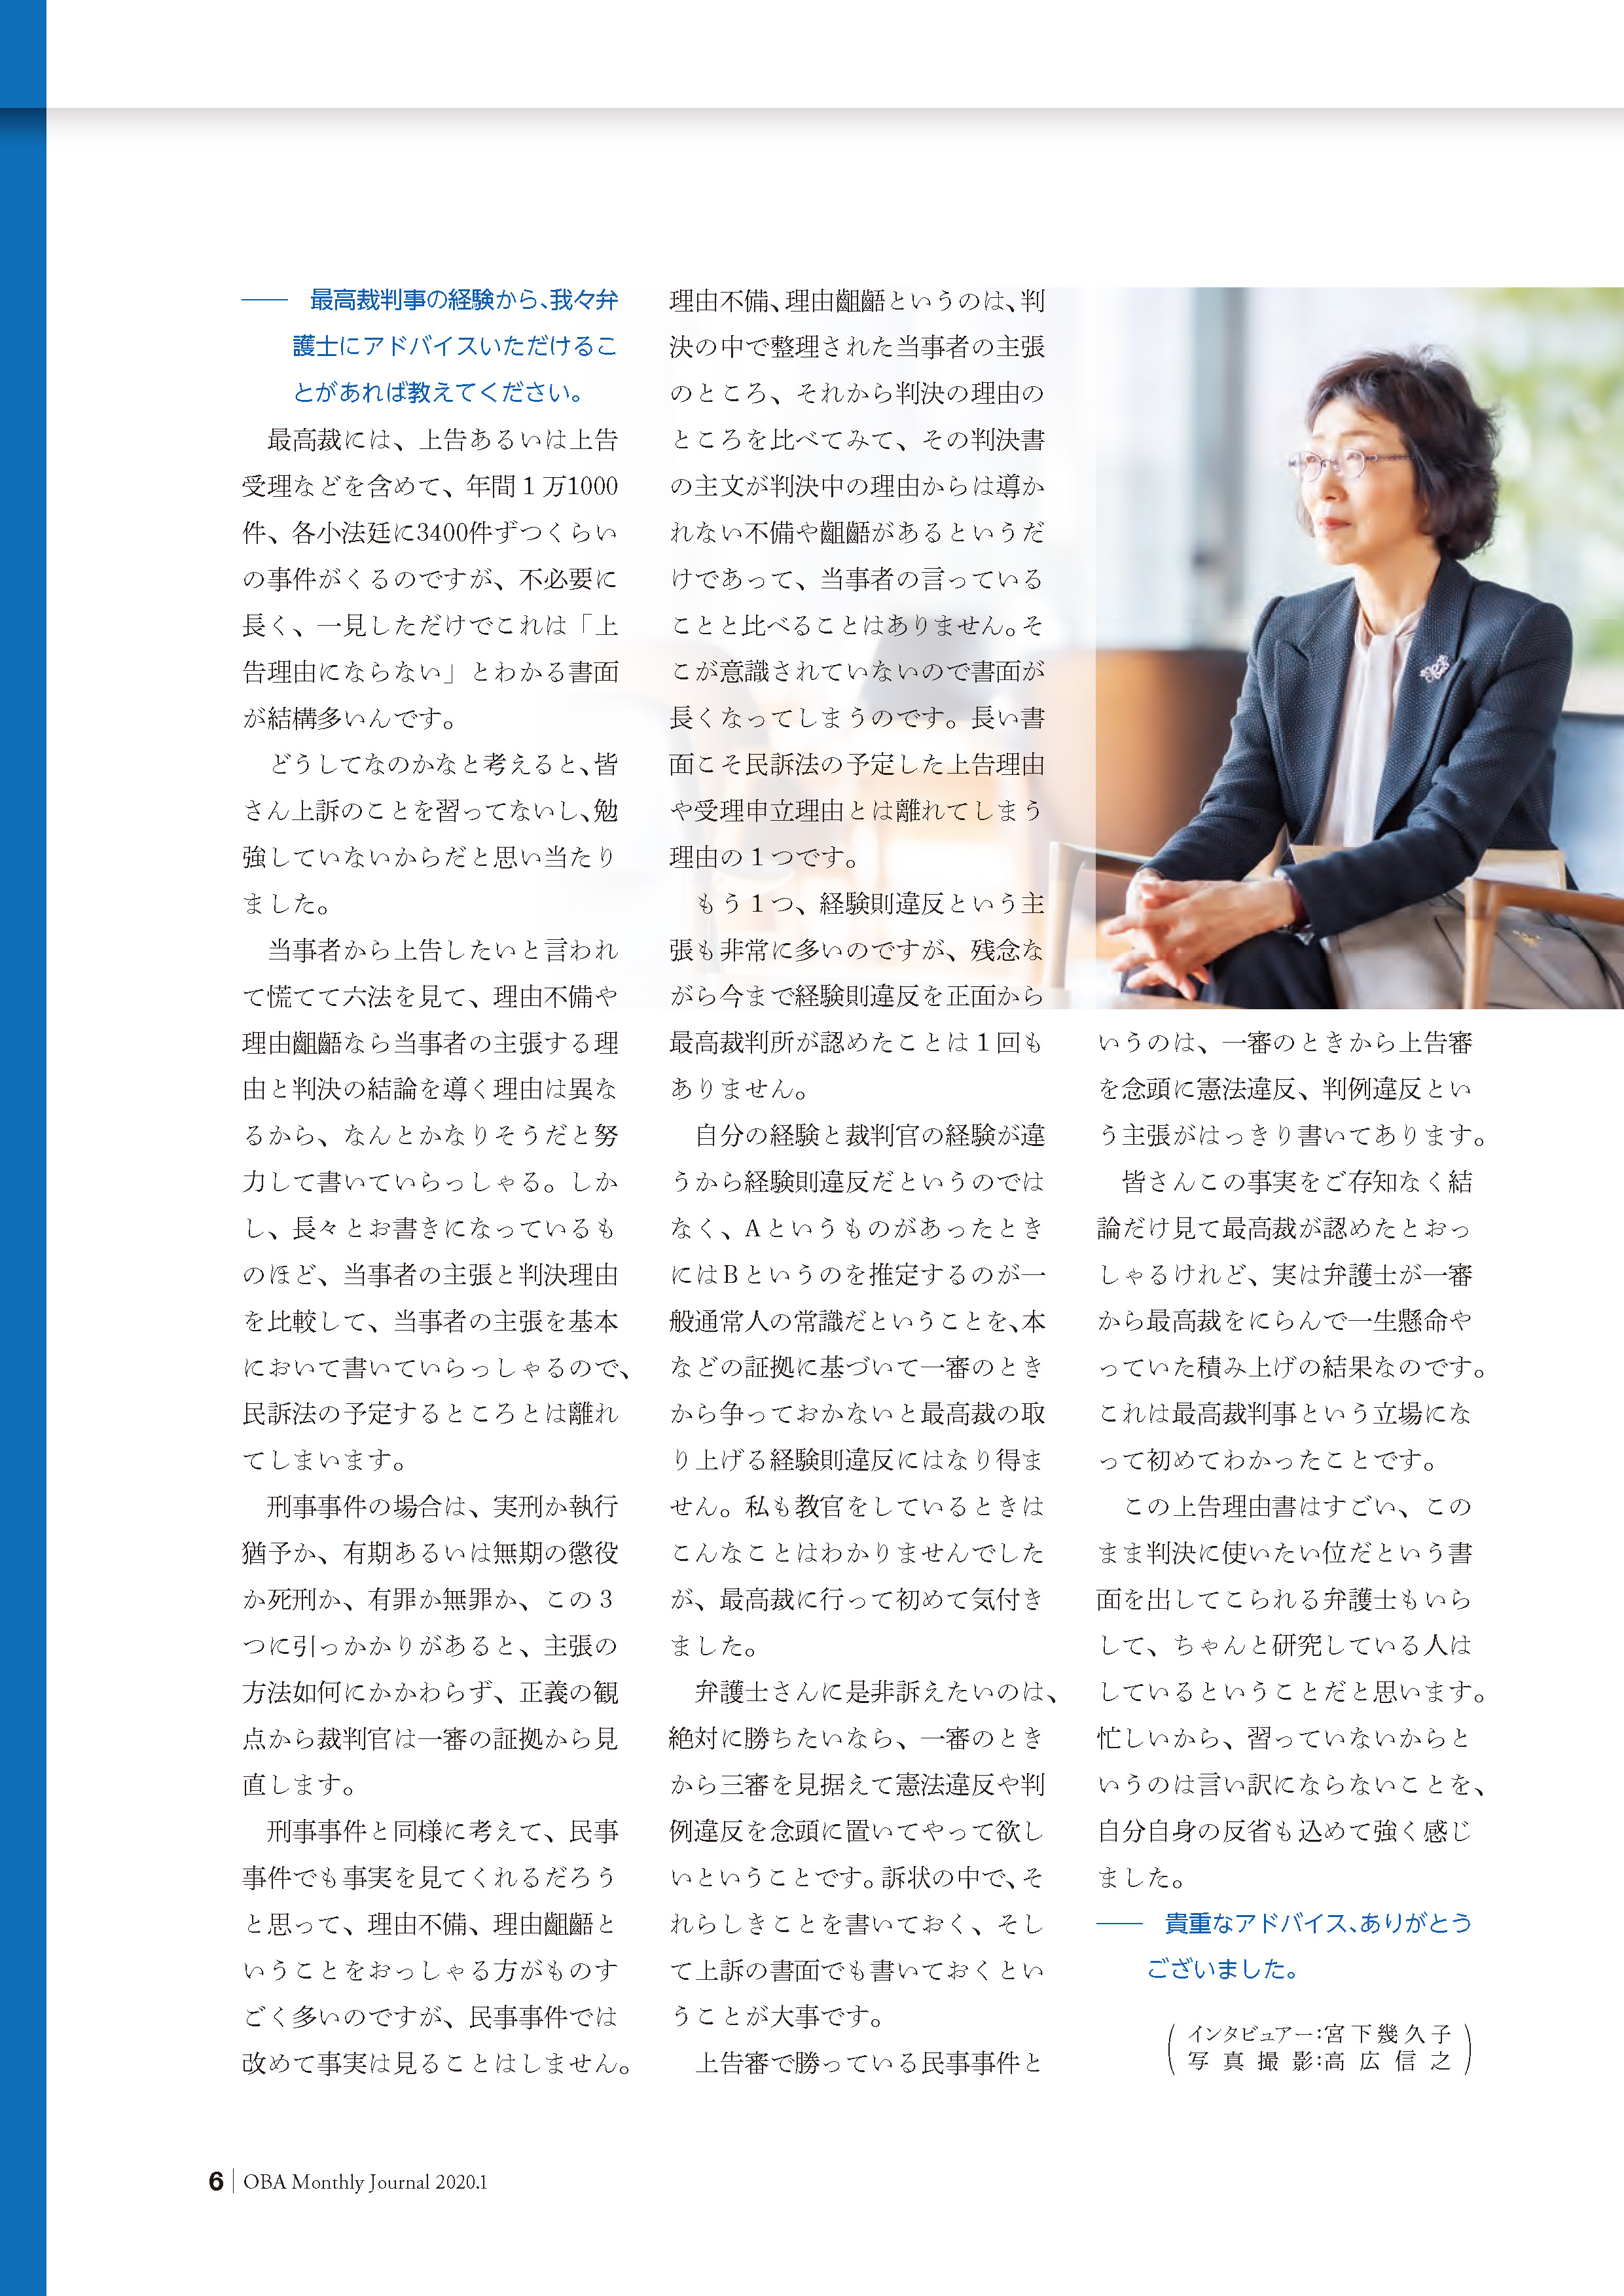 ―― 最高裁判事の経験から、我々弁
護士にアドバイスいただけるこ
とがあれば教えてください。
最高裁には、上告あるいは上告
受理などを含めて、年間１万1000
件、各小法廷に3400件ずつくらい
の事件がくるのですが、不必要に
長く、一見しただけでこれは「上
告理由にならない」とわかる書面
が結構多いんです。
どうしてなのかなと考えると、皆
さん上訴のことを習ってないし、勉
強していないからだと思い当たり
ました。
当事者から上告したいと言われ
て慌てて六法を見て、理由不備や
理由齟齬なら当事者の主張する理
由と判決の結論を導く理由は異な
るから、なんとかなりそうだと努
力して書いていらっしゃる。しか
し、長々とお書きになっているも
のほど、当事者の主張と判決理由
を比較して、当事者の主張を基本
において書いていらっしゃるので、
民訴法の予定するところとは離れ
てしまいます。
刑事事件の場合は、実刑か執行
猶予か、有期あるいは無期の懲役
か死刑か、有罪か無罪か、この３
つに引っかかりがあると、主張の
方法如何にかかわらず、正義の観
点から裁判官は一審の証拠から見
直します。
刑事事件と同様に考えて、民事
事件でも事実を見てくれるだろう
と思って、理由不備、理由齟齬と
いうことをおっしゃる方がものす
ごく多いのですが、民事事件では
改めて事実は見ることはしません。
理由不備、理由齟齬というのは、判
決の中で整理された当事者の主張
のところ、それから判決の理由の
ところを比べてみて、その判決書
の主文が判決中の理由からは導か
れない不備や齟齬があるというだ
けであって、当事者の言っている
ことと比べることはありません。そ
こが意識されていないので書面が
長くなってしまうのです。長い書
面こそ民訴法の予定した上告理由
や受理申立理由とは離れてしまう
理由の１つです。
もう１つ、経験則違反という主
張も非常に多いのですが、残念な
がら今まで経験則違反を正面から
最高裁判所が認めたことは１回も
ありません。
自分の経験と裁判官の経験が違
うから経験則違反だというのでは
なく、Aというものがあったとき
にはBというのを推定するのが一
般通常人の常識だということを、本
などの証拠に基づいて一審のとき
から争っておかないと最高裁の取
り上げる経験則違反にはなり得ま
せん。私も教官をしているときは
こんなことはわかりませんでした
が、最高裁に行って初めて気付き
ました。
弁護士さんに是非訴えたいのは、
絶対に勝ちたいなら、一審のとき
から三審を見据えて憲法違反や判
例違反を念頭に置いてやって欲し
いということです。訴状の中で、そ
れらしきことを書いておく、そし
て上訴の書面でも書いておくとい
うことが大事です。
上告審で勝っている民事事件と
いうのは、一審のときから上告審
を念頭に憲法違反、判例違反とい
う主張がはっきり書いてあります。
皆さんこの事実をご存知なく結
論だけ見て最高裁が認めたとおっ
しゃるけれど、実は弁護士が一審
から最高裁をにらんで一生懸命や
っていた積み上げの結果なのです。
これは最高裁判事という立場にな
って初めてわかったことです。
この上告理由書はすごい、この
まま判決に使いたい位だという書
面を出してこられる弁護士もいら
して、ちゃんと研究している人は
しているということだと思います。
忙しいから、習っていないからと
いうのは言い訳にならないことを、
自分自身の反省も込めて強く感じ
ました。
―― 貴重なアドバイス、ありがとう
ございました。
(インタビュアー：宮下幾久子
写真撮影：高広信之)
6 | OBA Monthly Journal 2020.1